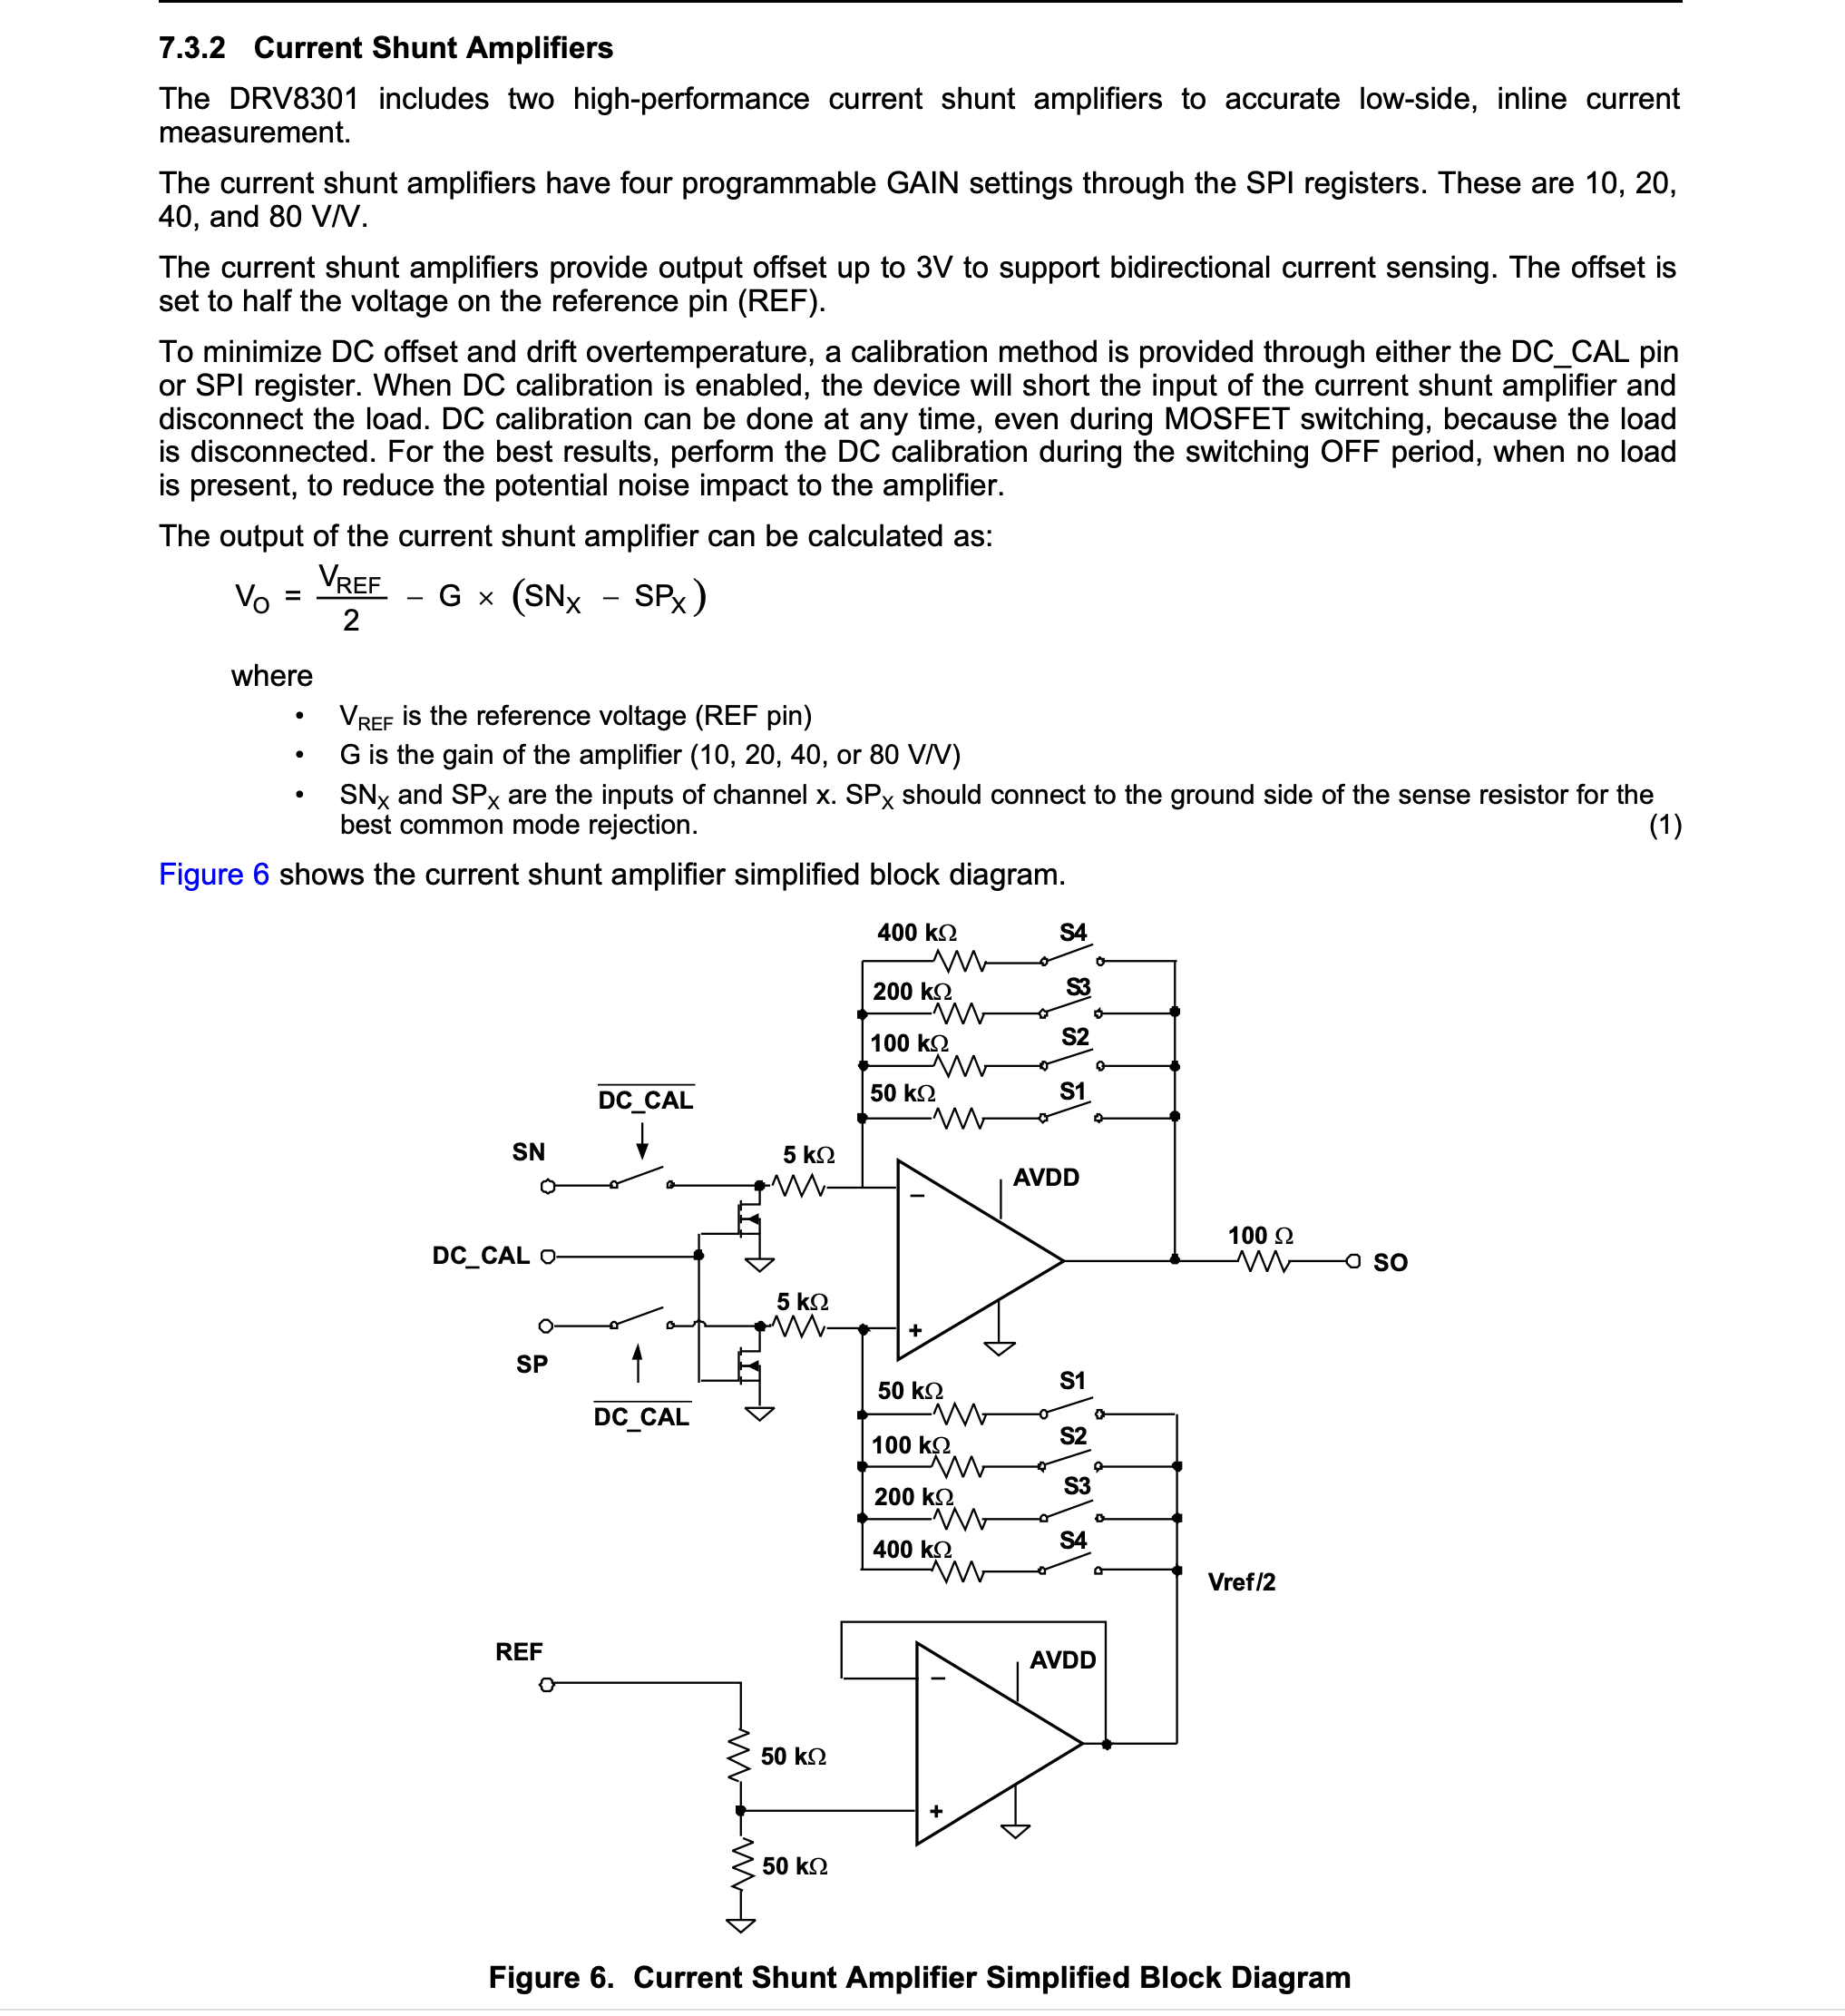 7.3.2 Current Shunt Amplifiers
The DRV8301 includes two high-performance current shunt amplifiers to accurate low-side, inline current
measurement.
The current shunt amplifiers have four programmable GAIN settings through the SPI registers. These are 10, 20,
40, and 80 V/V.
The current shunt amplifiers provide output offset up to 3V to support bidirectional current sensing. The offset is
set to half the voltage on the reference pin (REF).
To minimize DC offset and drift overtemperature, a calibration method is provided through either the DC_CAL pin
or SPI register. When DC calibration is enabled, the device will short the input of the current shunt amplifier and
disconnect the load. DC calibration can be done at any time, even during MOSFET switching, because the load
is disconnected. For the best results, perform the DC calibration during the switching OFF period, when no load
is present, to reduce the potential noise impact to the amplifier.
The output of the current shunt amplifier can be calculated as:
VO = VREF / 2 − G × (SNX − SPX)
where
• VREF is the reference voltage (REF pin)
• G is the gain of the amplifier (10, 20, 40, or 80 V/V)
• SNX and SPX are the inputs of channel x. SPX should connect to the ground side of the sense resistor for the
best common mode rejection. (1)
Figure 6 shows the current shunt amplifier simplified block diagram.
400 kΩ S4
200 kΩ S3
100 kΩ S2
50 kΩ S1
DC_CAL
SN
5 kΩ
AVDD
−
100 Ω
DC_CAL
SO
5 kΩ
+
SP
DC_CAL
50 kΩ S1
100 kΩ S2
200 kΩ S3
400 kΩ S4
Vref/2
REF
AVDD
−
50 kΩ
+
50 kΩ
Figure 6. Current Shunt Amplifier Simplified Block Diagram